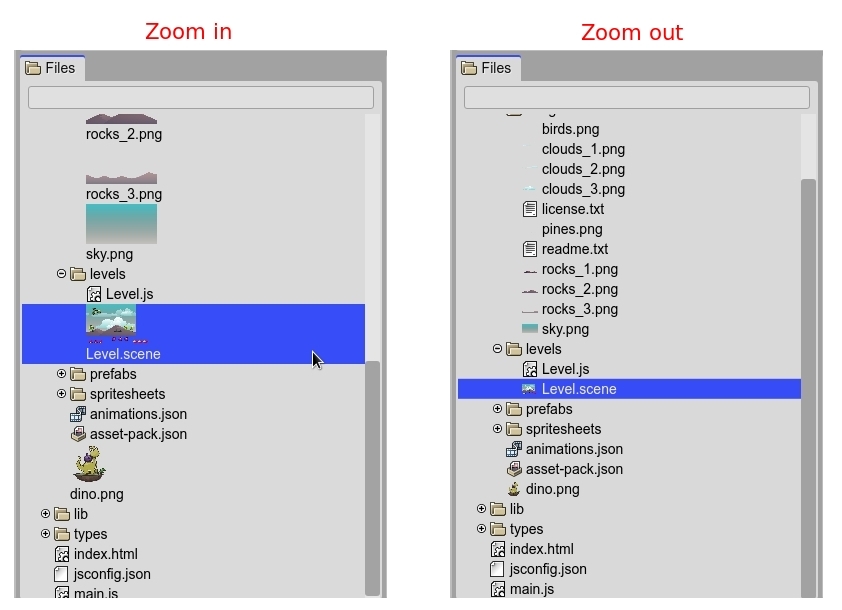 Zoom in
Files
rocks_2.png
rocks_3.png
sky.png
levels
Level.js
Level.scene
prefabs
spritesheets
animations.json
asset-pack.json
dino.png
lib
types
index.html
jsconfig.json
main.js
Zoom out
Files
birds.png
clouds_1.png
clouds_2.png
clouds_3.png
license.txt
pines.png
readme.txt
rocks_1.png
rocks_2.png
rocks_3.png
sky.png
levels
Level.js
Level.scene
prefabs
spritesheets
animations.json
asset-pack.json
dino.png
lib
types
index.html
jsconfig.json
main.js